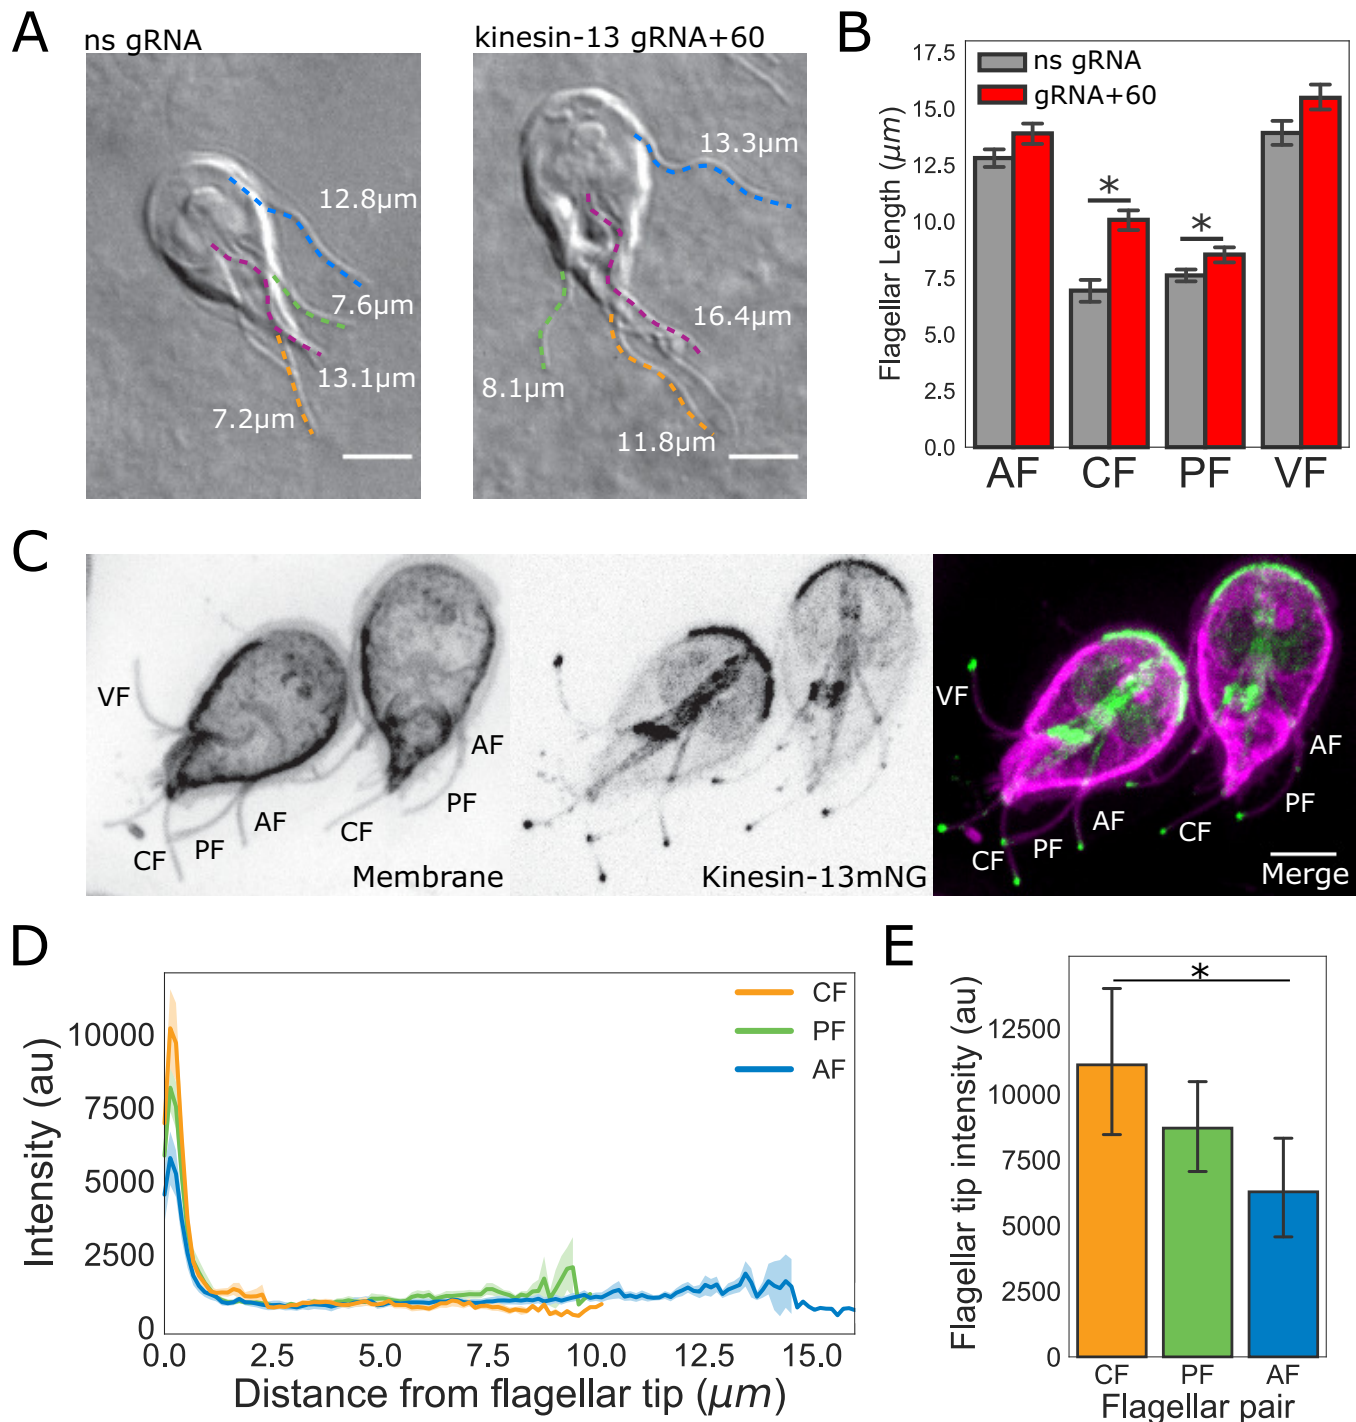 A
ns gRNA
kinesin-13 gRNA+60
12.8µm
7.6µm
13.1µm
7.2µm
13.3µm
16.4µm
8.1µm
11.8µm
B
Flagellar Length (µm)
17.5
15.0
12.5
10.0
7.5
5.0
2.5
0.0
ns gRNA
gRNA+60
*
*
AF CF PF VF
C
VF
AF
PF
CF
AF
PF
CF
Membrane
Kinesin-13mNG
VF
AF
PF
CF
AF
PF
CF
Merge
D
Intensity (au)
10000
7500
5000
2500
0
CF
PF
AF
0.0 2.5 5.0 7.5 10.0 12.5 15.0
Distance from flagellar tip (µm)
E
Flagellar tip intensity (au)
12500
10000
7500
5000
2500
0
*
CF PF AF
Flagellar pair